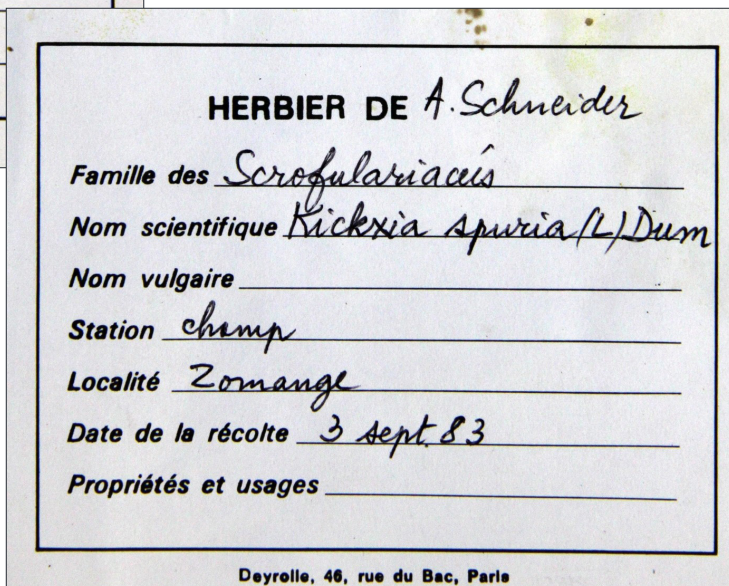 HERBIER DE A. Schneider
Famille des Scrofulariacées
Nom scientifique Kickxia spuria (L) Dum
Nom vulgaire
Station champ
Localité Zomange
Date de la récolte 3 sept. 83
Propriétés et usages
Deyrolle, 46, rue du Bac, Paris